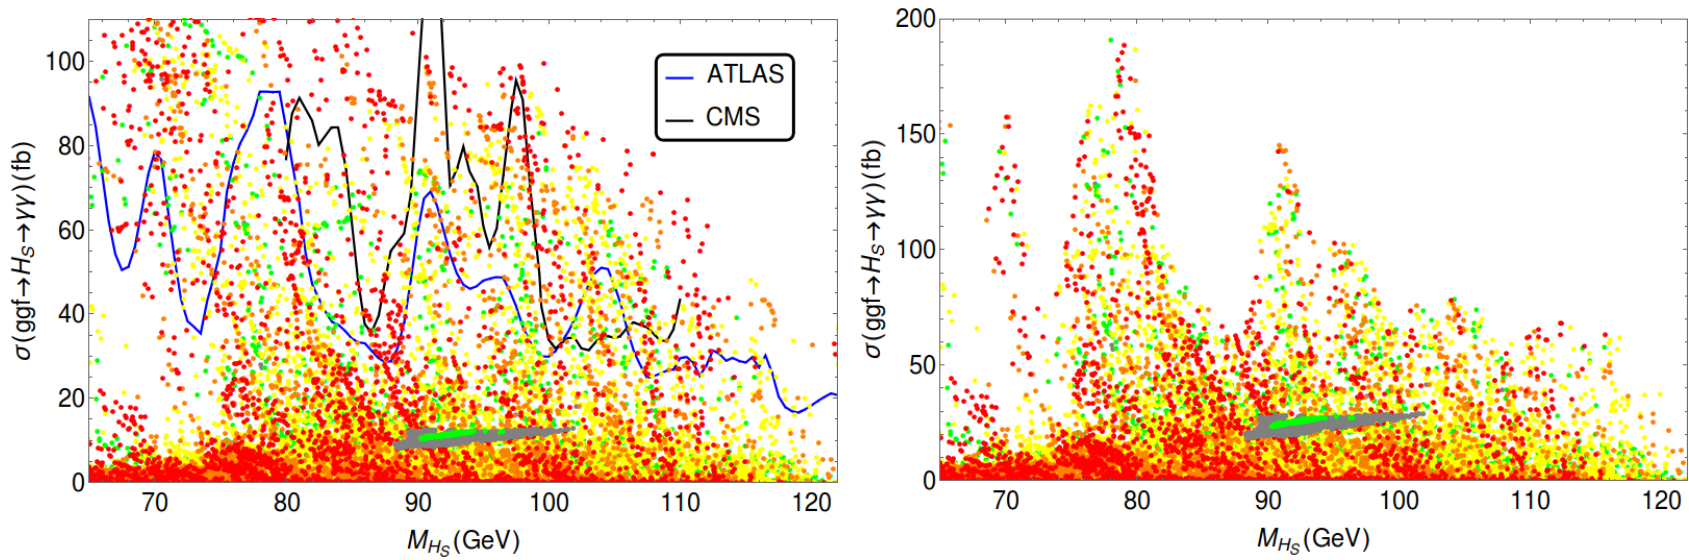 100
80
60
40
20
0
σ(ggf→H_S→γγ)(fb)
ATLAS
CMS
70 80 90 100 110 120
M_{H_S}(GeV)
200
150
100
50
0
σ(ggf→H_S→γγ)(fb)
70 80 90 100 110 120
M_{H_S}(GeV)